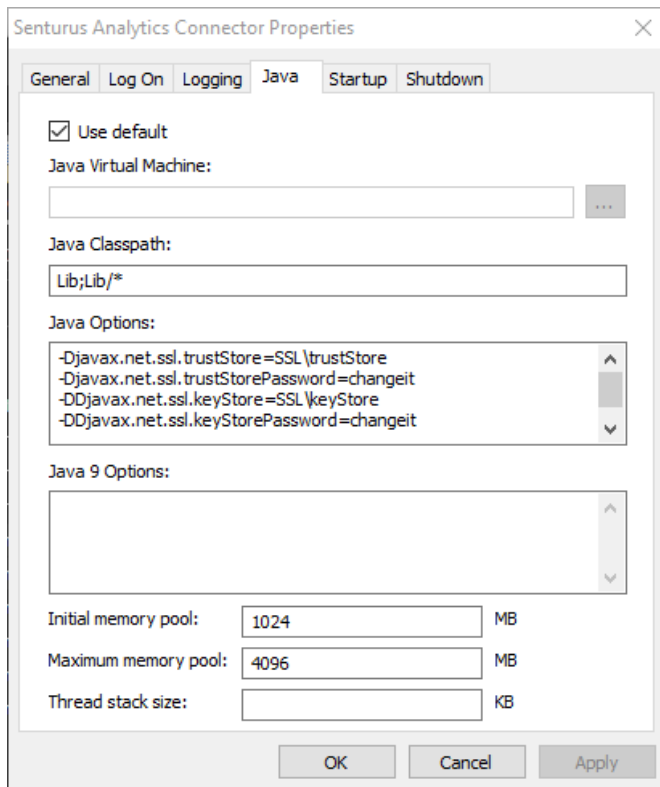 Senturus Analytics Connector Properties
General Log On Logging Java Startup Shutdown
Use default
Java Virtual Machine:
...
Java Classpath:
Lib;Lib/*
Java Options:
-Djavax.net.ssl.trustStore=SSL\trustStore
-Djavax.net.ssl.trustStorePassword=changeit
-DDjavax.net.ssl.keyStore=SSL\keyStore
-DDjavax.net.ssl.keyStorePassword=changeit
Java 9 Options:
Initial memory pool: 1024 MB
Maximum memory pool: 4096 MB
Thread stack size: KB
OK Cancel Apply